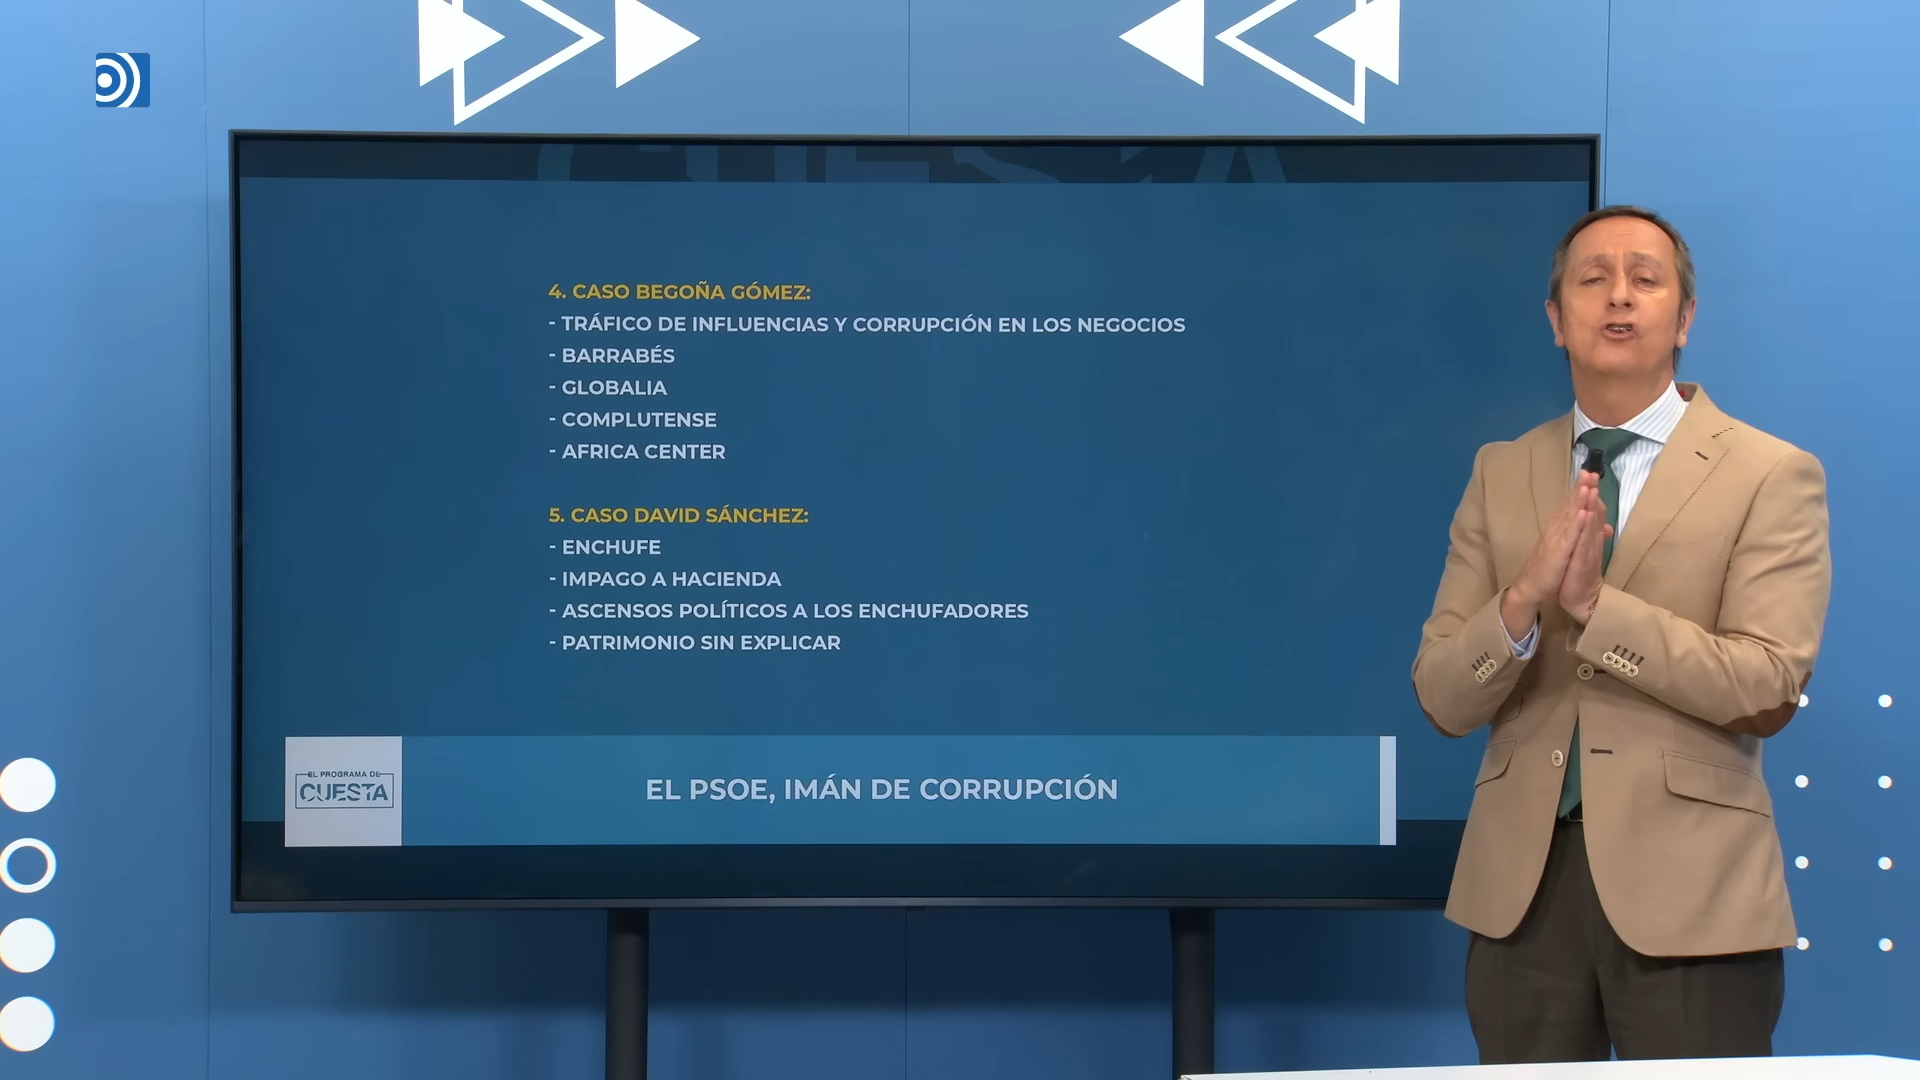 4. CASO BEGOÑA GÓMEZ:
- TRÁFICO DE INFLUENCIAS Y CORRUPCIÓN EN LOS NEGOCIOS
- BARRABÉS
- GLOBALIA
- COMPLUTENSE
- AFRICA CENTER
5. CASO DAVID SÁNCHEZ:
- ENCHUFE
- IMPAGO A HACIENDA
- ASCENSOS POLÍTICOS A LOS ENCHUFADORES
- PATRIMONIO SIN EXPLICAR
EL PROGRAMA DE
CUESTA
EL PSOE, IMÁN DE CORRUPCIÓN